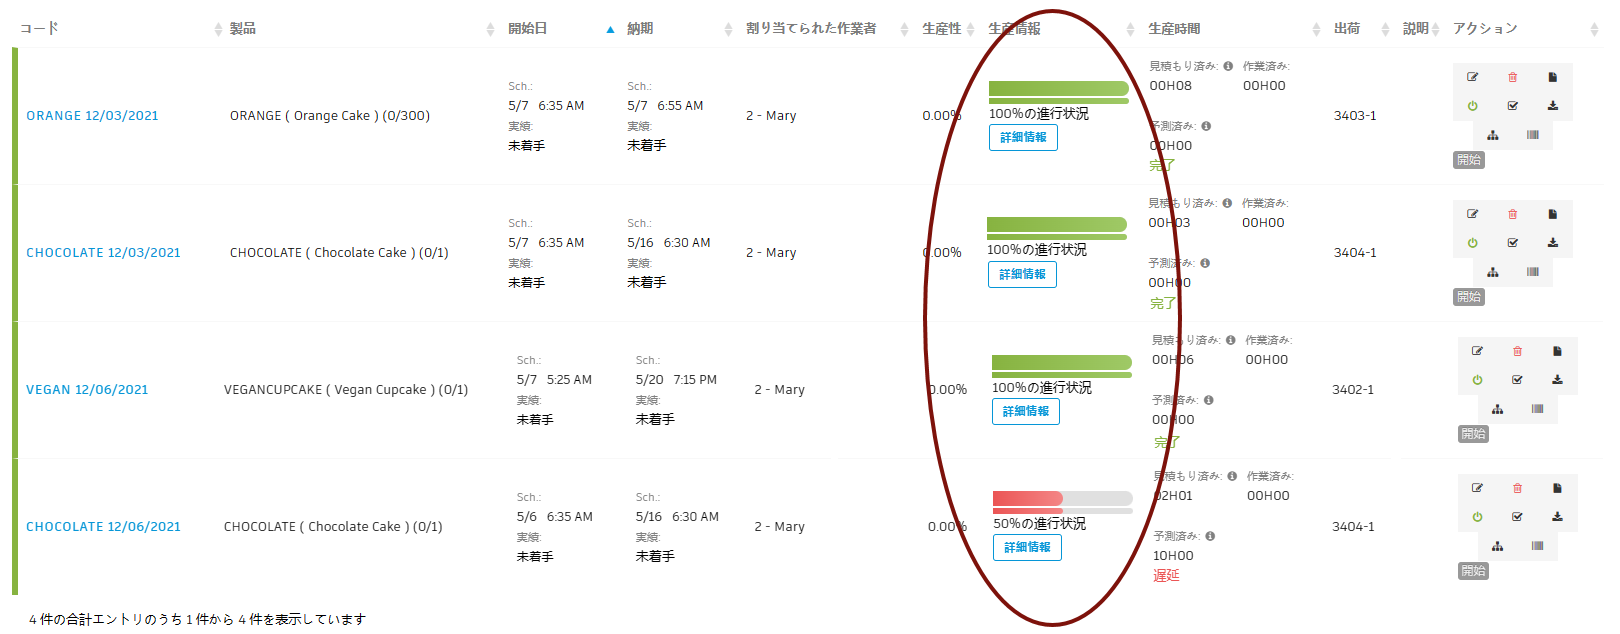 コード 製品 開始日 納期 割り当てられた作業者 生産性 生産情報 生産時間 出荷 説明 アクション
ORANGE 12/03/2021
ORANGE ( Orange Cake ) (0/300)
Sch.:
5/7 6:35 AM
実績:
未着手
Sch.:
5/7 6:55 AM
実績:
未着手
2 - Mary
0.00%
100%の進行状況
詳細情報
見積もり済み: 作業済み:
00H08 00H00
予測済み:
00H00
完了
3403-1
開始
CHOCOLATE 12/03/2021
CHOCOLATE ( Chocolate Cake ) (0/1)
Sch.:
5/7 6:35 AM
実績:
未着手
Sch.:
5/16 6:30 AM
実績:
未着手
2 - Mary
0.00%
100%の進行状況
詳細情報
見積もり済み: 作業済み:
00H03 00H00
予測済み:
00H00
完了
3404-1
開始
VEGAN 12/06/2021
VEGANCUPCAKE ( Vegan Cupcake ) (0/1)
Sch.:
5/7 5:25 AM
実績:
未着手
Sch.:
5/20 7:15 PM
実績:
未着手
2 - Mary
0.00%
100%の進行状況
詳細情報
見積もり済み: 作業済み:
00H06 00H00
予測済み:
00H00
完了
3402-1
開始
CHOCOLATE 12/06/2021
CHOCOLATE ( Chocolate Cake ) (0/1)
Sch.:
5/6 6:35 AM
実績:
未着手
Sch.:
5/16 6:30 AM
実績:
未着手
2 - Mary
0.00%
50%の進行状況
詳細情報
見積もり済み: 作業済み:
02H01 00H00
予測済み:
10H00
遅延
3404-1
開始
4 件の合計エントリのうち 1 件から 4 件を表示しています